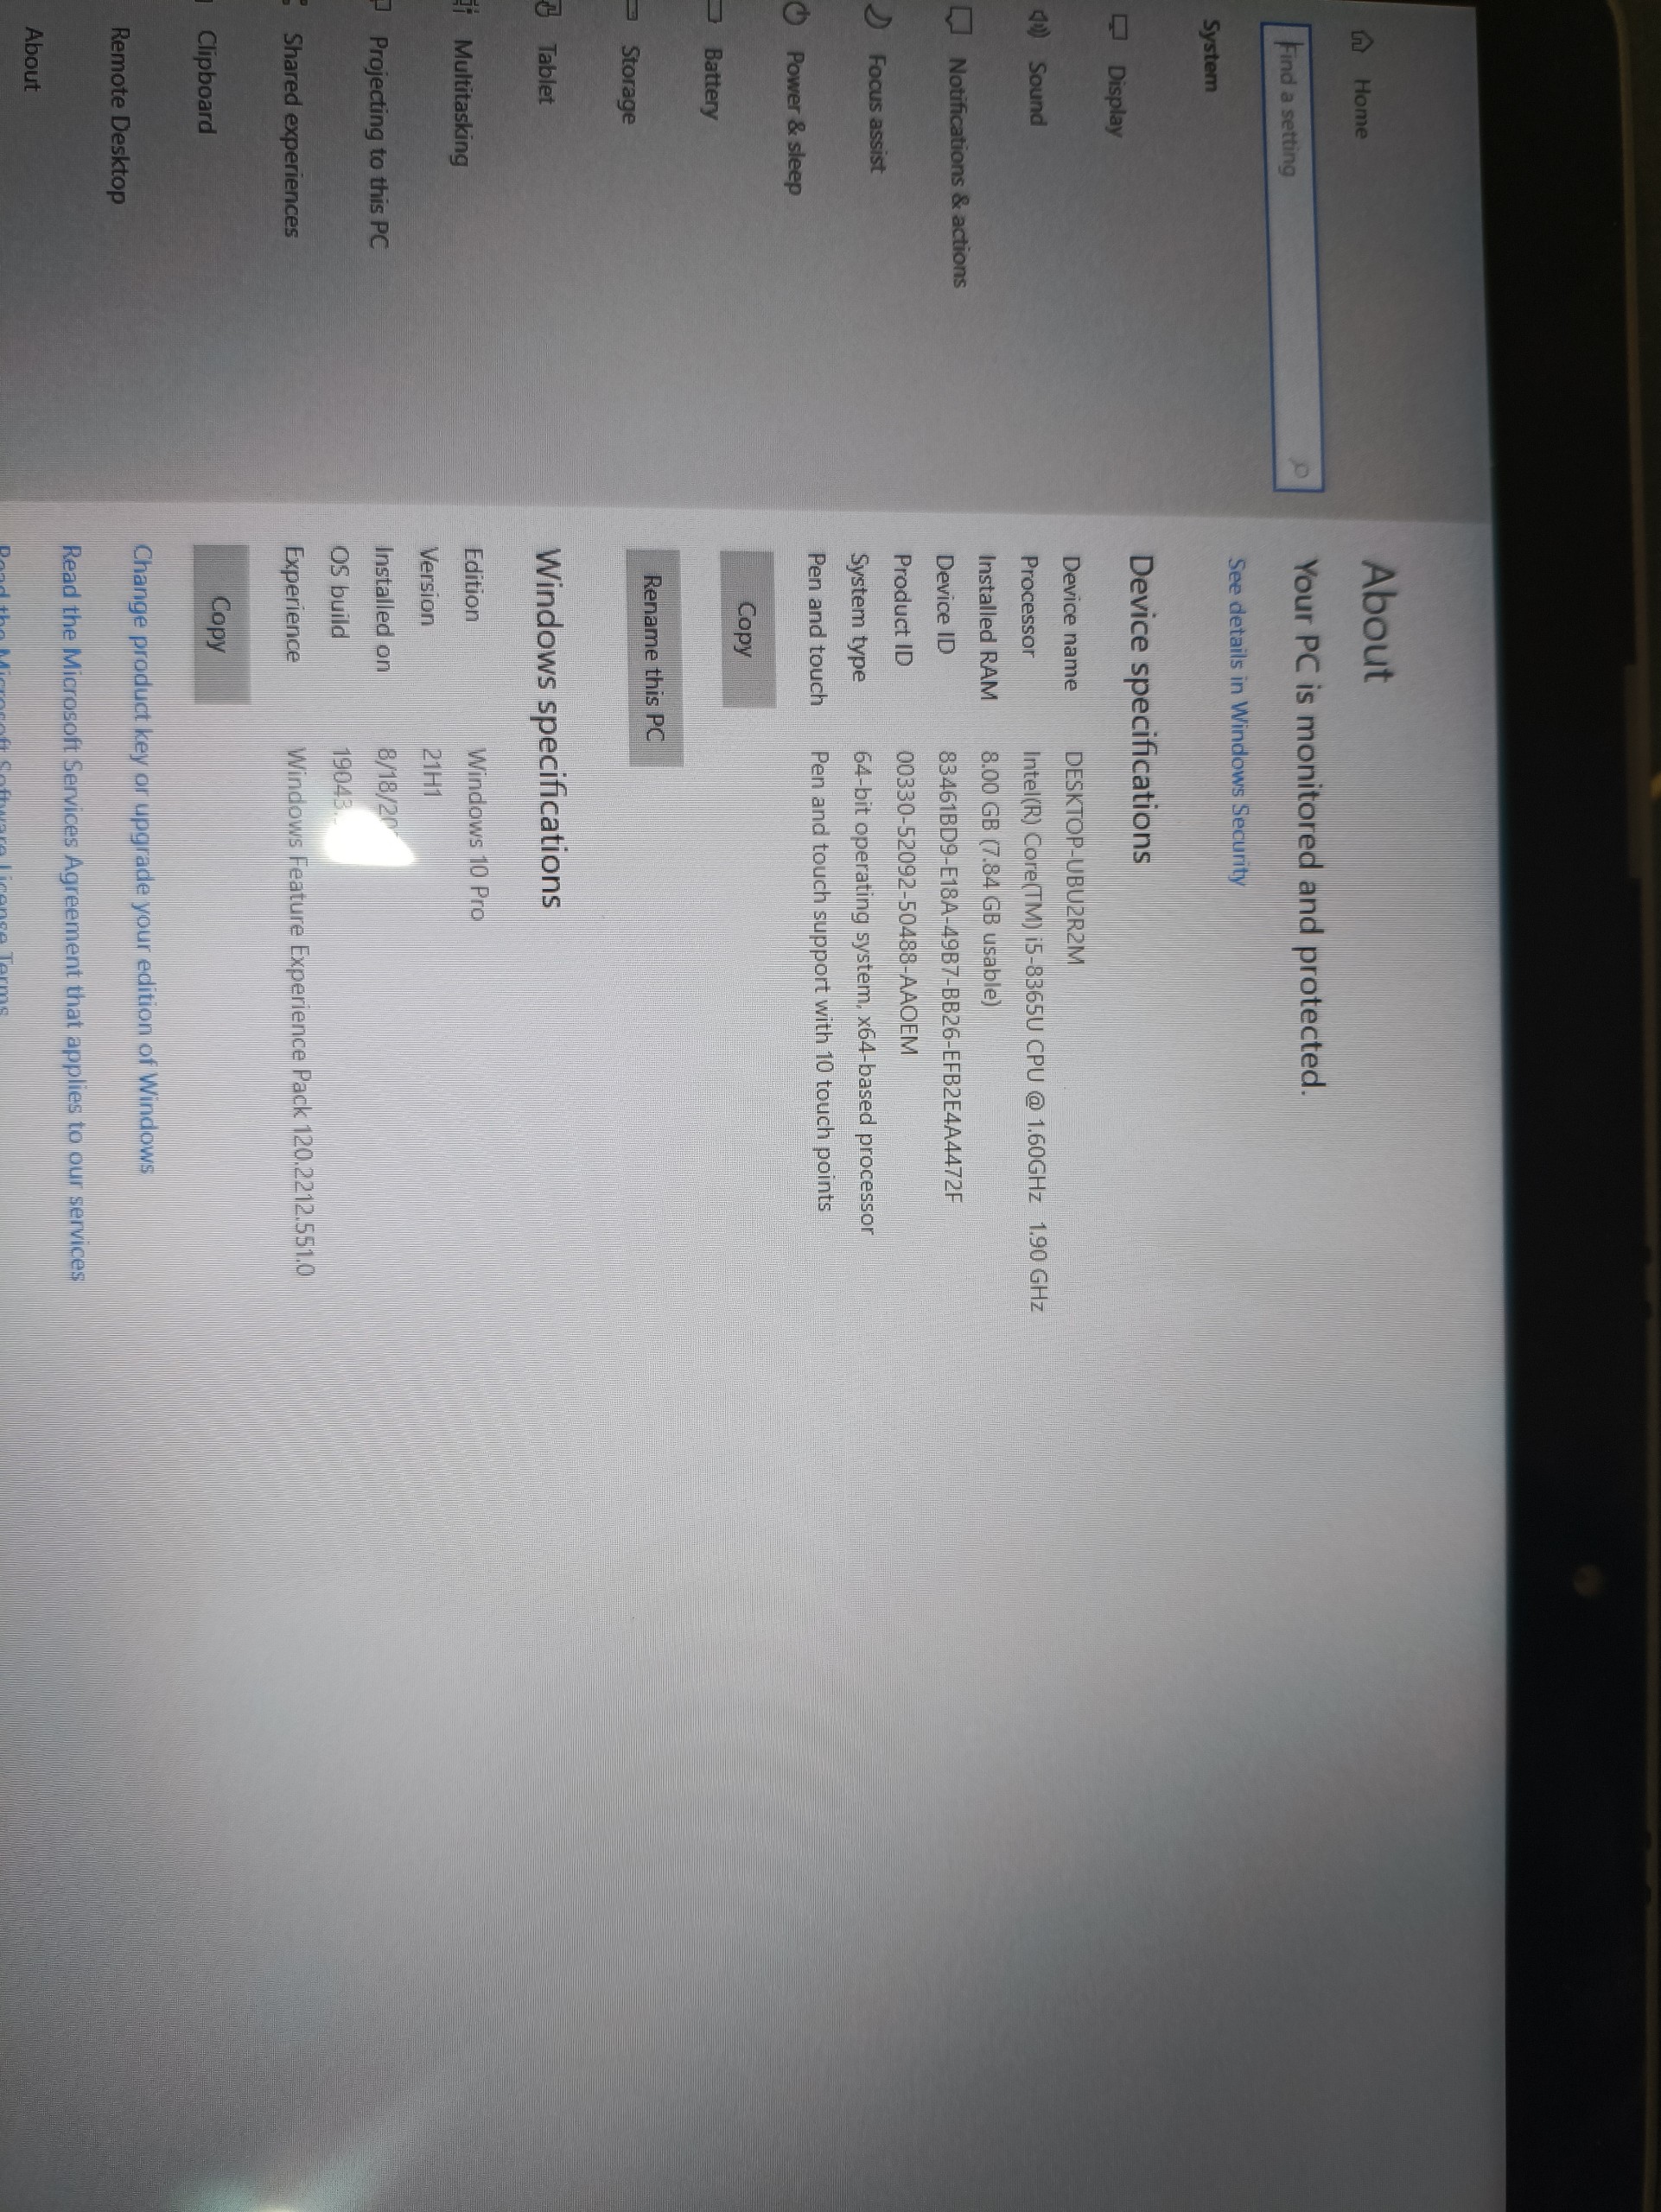 Home
Find a setting
System
Display
Sound
Notifications & actions
Focus assist
Power & sleep
Battery
Storage
Tablet
Multitasking
Projecting to this PC
Shared experiences
Clipboard
Remote Desktop
About
About
Your PC is monitored and protected.
See details in Windows Security
Device specifications
Device name DESKTOP-UBU2R2M
Processor Intel(R) Core(TM) i5-8365U CPU @ 1.60GHz 1.90 GHz
Installed RAM 8.00 GB (7.84 GB usable)
Device ID 83461BD9-E18A-49B7-BB26-EFB2E4A4472F
Product ID 00330-52092-50488-AAOEM
System type 64-bit operating system, x64-based processor
Pen and touch Pen and touch support with 10 touch points
Copy
Rename this PC
Windows specifications
Edition Windows 10 Pro
Version 21H1
Installed on
OS build
Experience Windows Feature Experience Pack 120.2212.551.0
Copy
Change product key or upgrade your edition of Windows
Read the Microsoft Services Agreement that applies to our services
Read the Microsoft Software License Terms